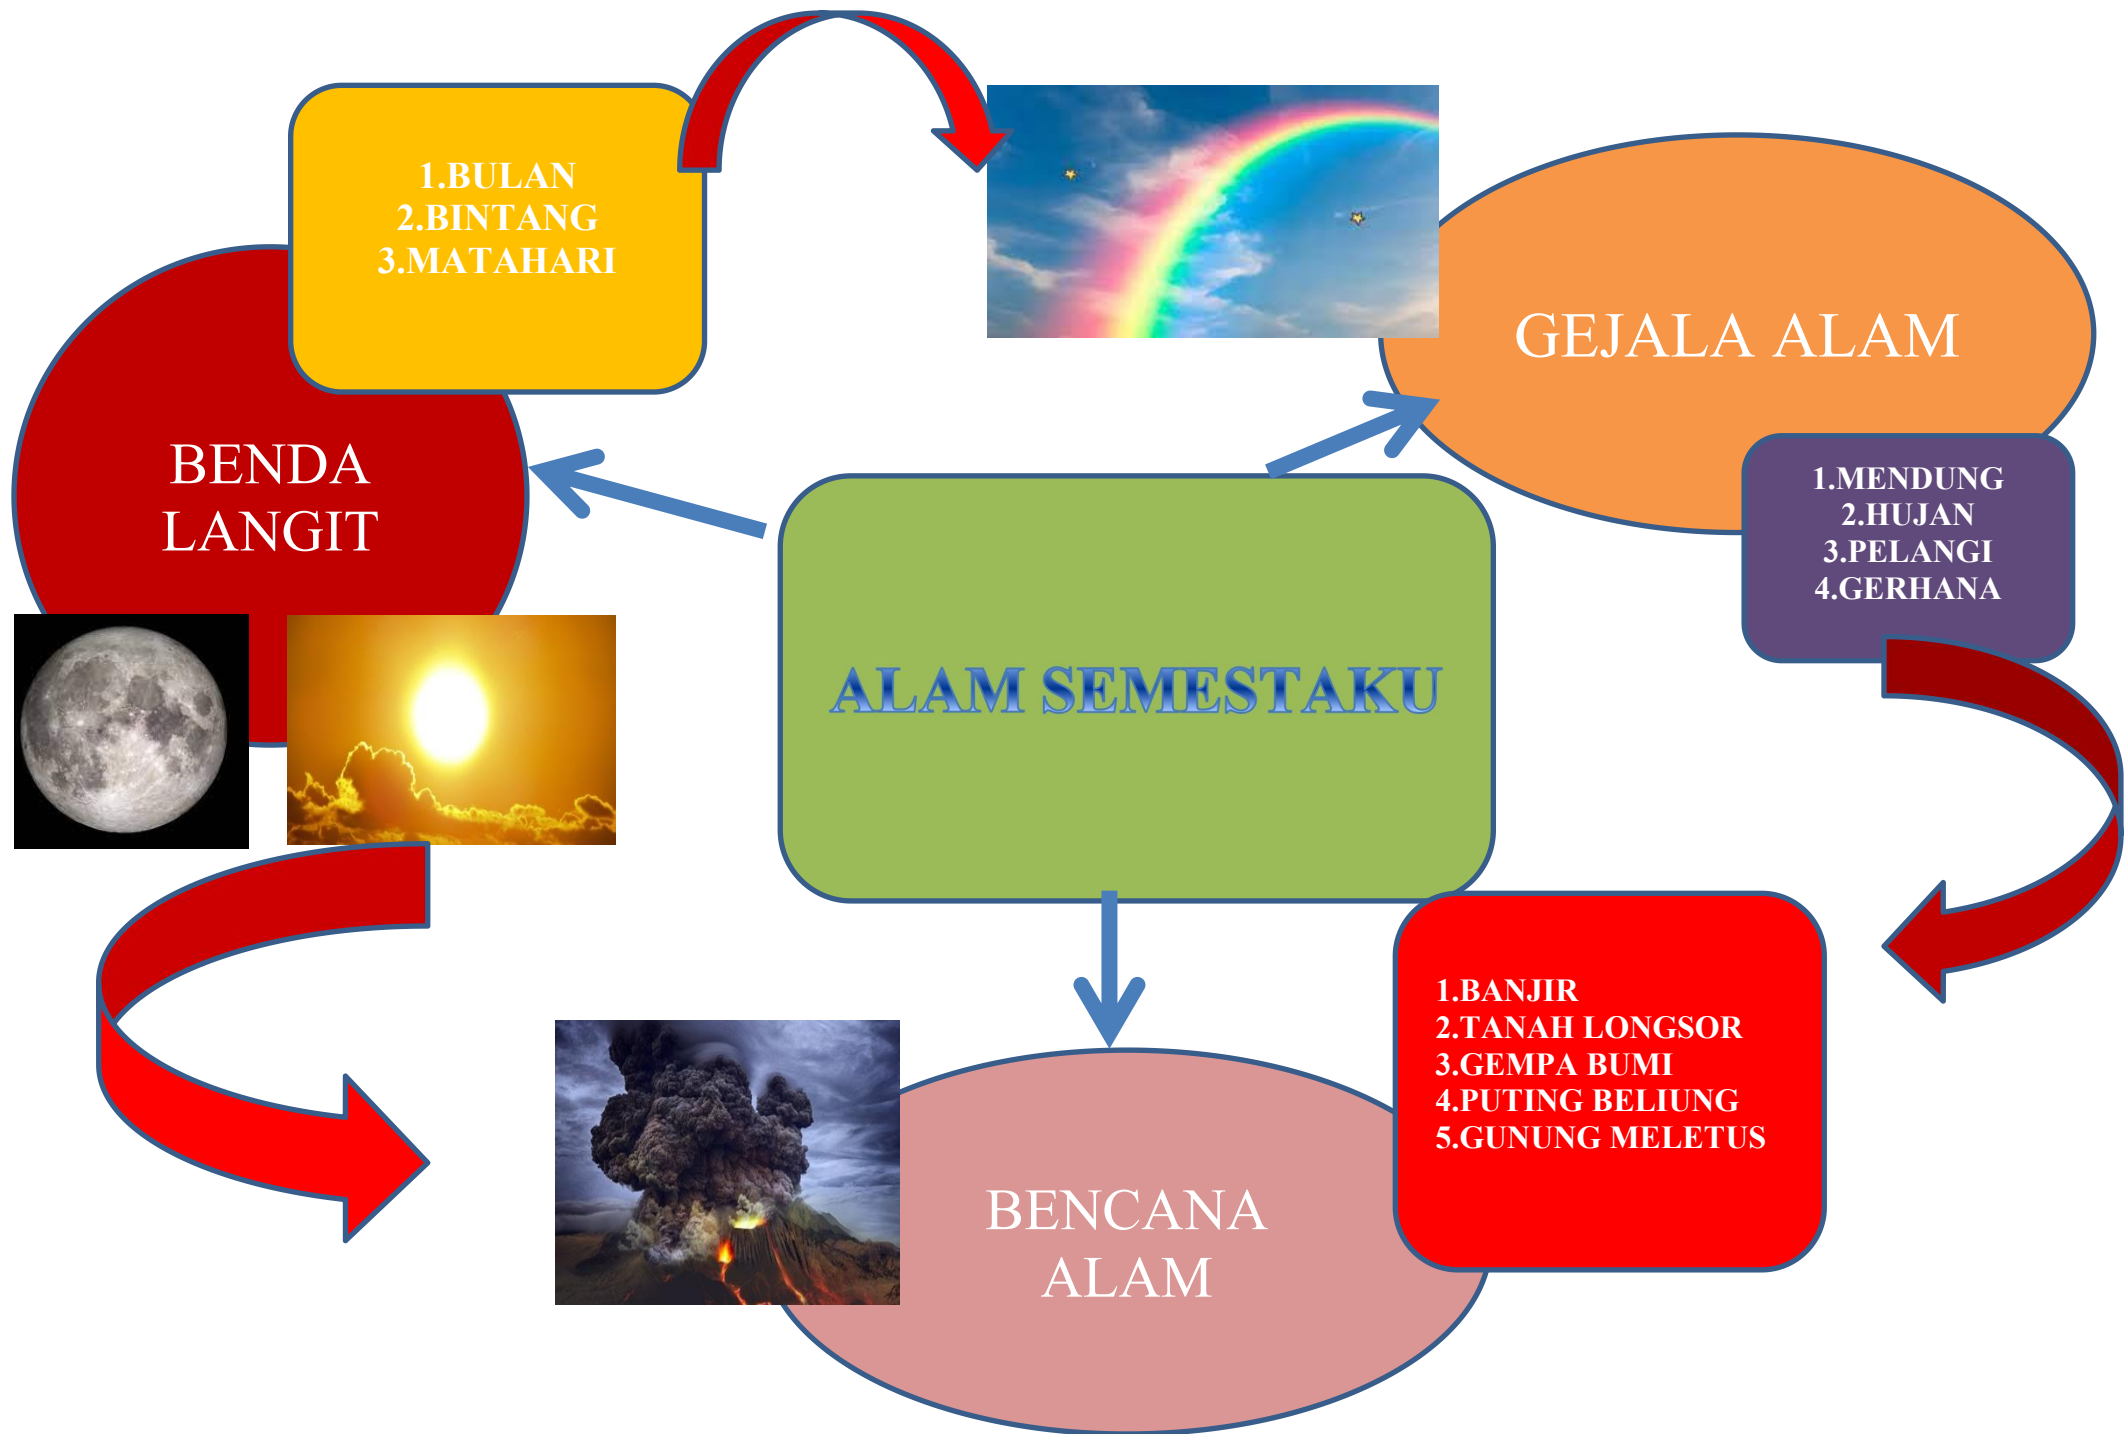 1.BULAN
2.BINTANG
3.MATAHARI
BENDA
LANGIT
GEJALA ALAM
1.MENDUNG
2.HUJAN
3.PELANGI
4.GERHANA
ALAM SEMESTAKU
1.BANJIR
2.TANAH LONGSOR
3.GEMPA BUMI
4.PUTING BELIUNG
5.GUNUNG MELETUS
BENCANA
ALAM